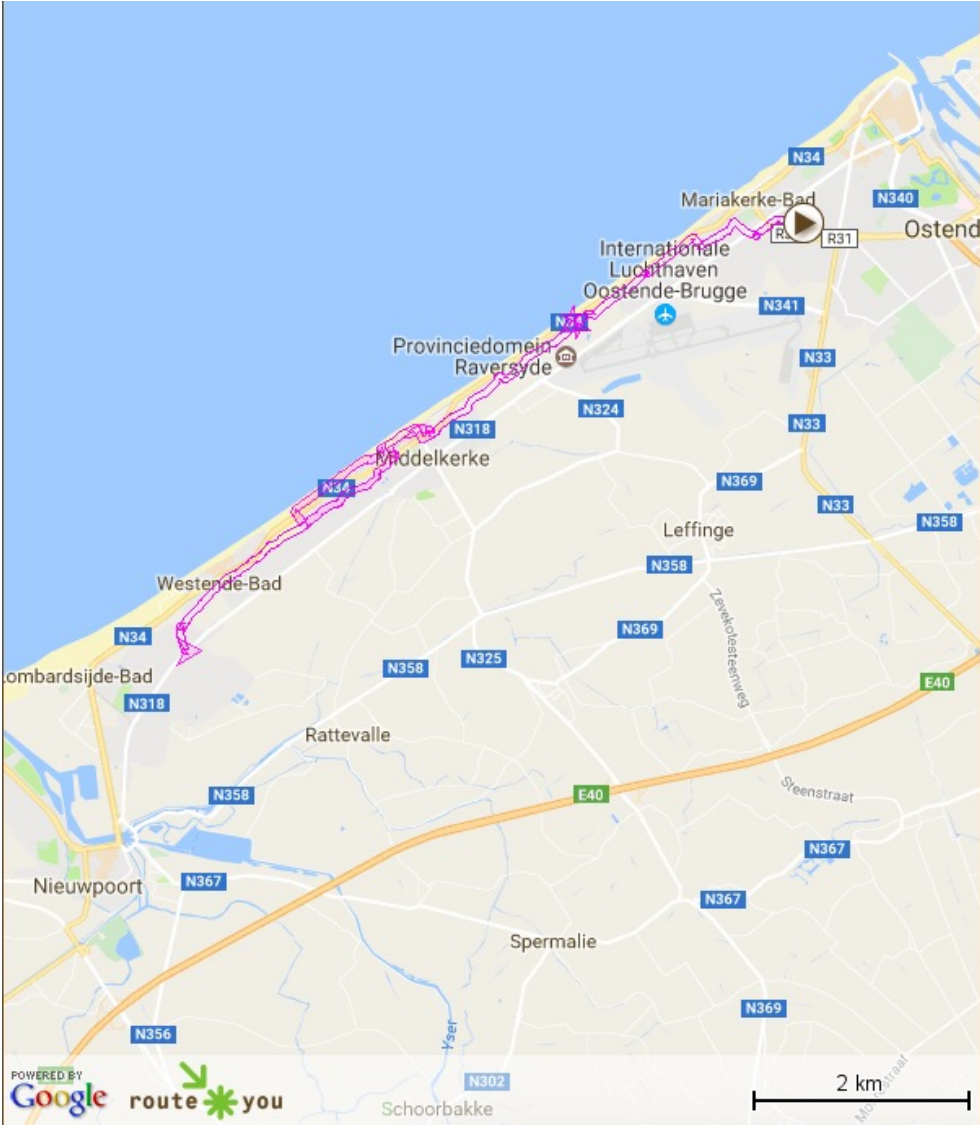 N34
Mariakerke-Bad
N340
R31
Ostend
Internationale
Luchthaven
Oostende-Brugge
N341
Provinciedomein
Raversyde
N33
N324
N318
N33
Middelkerke
N369
N34
N33
N358
Leffinge
N358
Westende-Bad
Zevekotesteenweg
N34
N369
N325
N358
Lombardsijde-Bad
E40
N318
Rattevalle
Steenstraat
N358
E40
N367
Nieuwpoort
N367
N367
Spermalie
N369
N356
Yser
POWERED BY
Google
route you
N302
Schoorbakke
2 km